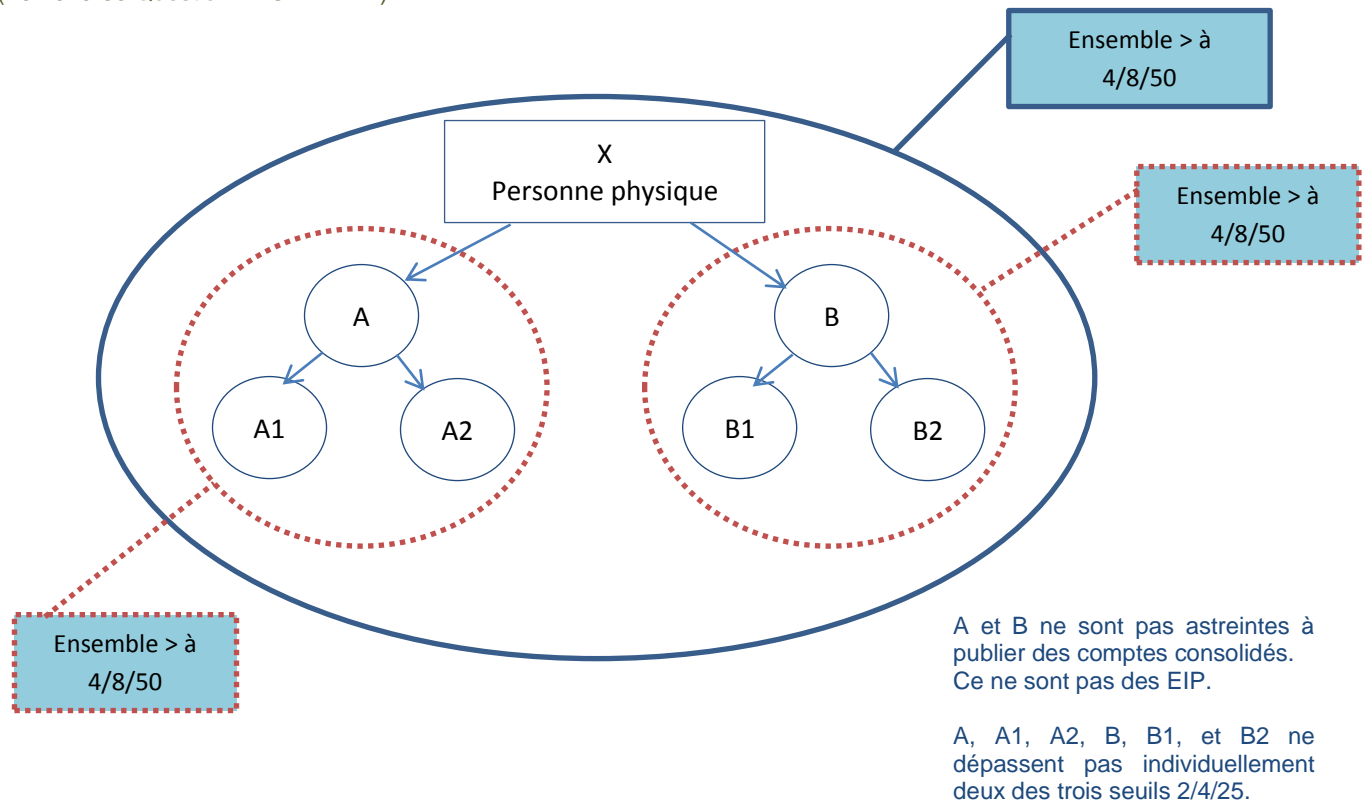 Ensemble > à
4/8/50
X
Personne physique
Ensemble > à
4/8/50
A
B
A1
A2
B1
B2
Ensemble > à
4/8/50
A et B ne sont pas astreintes à
publier des comptes consolidés.
Ce ne sont pas des EIP.
A, A1, A2, B, B1, et B2 ne
dépassent pas individuellement
deux des trois seuils 2/4/25.